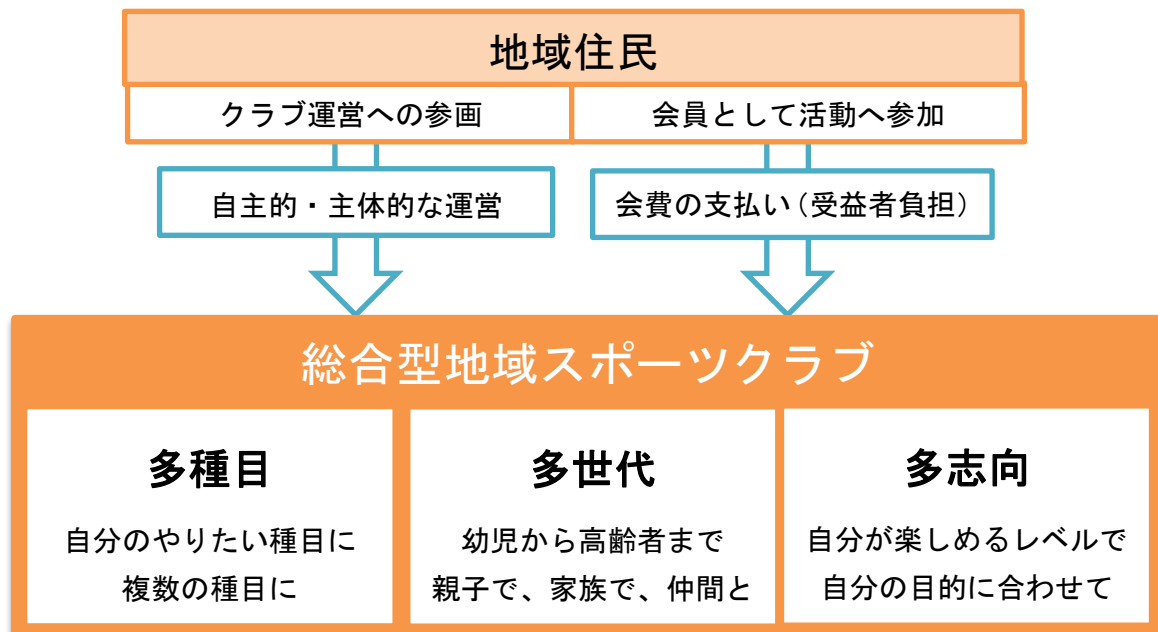 地域住民
クラブ運営への参画
会員として活動へ参加
自主的・主体的な運営
会費の支払い（受益者負担）
総合型地域スポーツクラブ
多種目
自分のやりたい種目に
複数の種目に
多世代
幼児から高齢者まで
親子で、家族で、仲間と
多志向
自分が楽しめるレベルで
自分の目的に合わせて